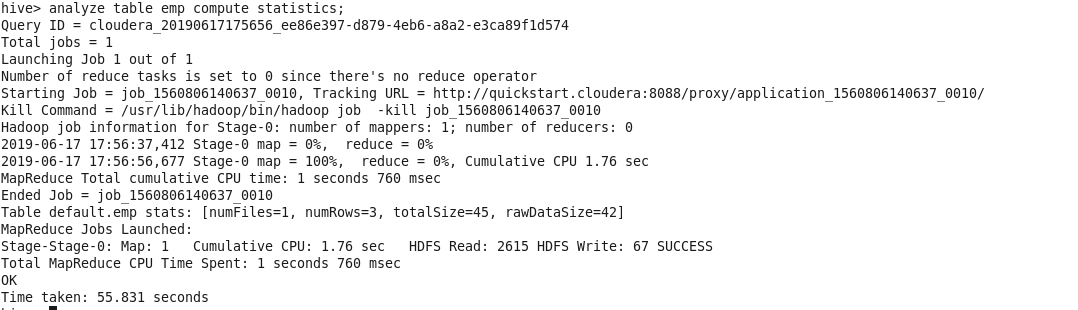 hive> analyze table emp compute statistics;
Query ID = cloudera_20190617175656_ee86e397-d879-4eb6-a8a2-e3ca89f1d574
Total jobs = 1
Launching Job 1 out of 1
Number of reduce tasks is set to 0 since there's no reduce operator
Starting Job = job_1560806140637_0010, Tracking URL = http://quickstart.cloudera:8088/proxy/application_1560806140637_0010/
Kill Command = /usr/lib/hadoop/bin/hadoop job  -kill job_1560806140637_0010
Hadoop job information for Stage-0: number of mappers: 1; number of reducers: 0
2019-06-17 17:56:37,412 Stage-0 map = 0%,  reduce = 0%
2019-06-17 17:56:56,677 Stage-0 map = 100%,  reduce = 0%, Cumulative CPU 1.76 sec
MapReduce Total cumulative CPU time: 1 seconds 760 msec
Ended Job = job_1560806140637_0010
Table default.emp stats: [numFiles=1, numRows=3, totalSize=45, rawDataSize=42]
MapReduce Jobs Launched:
Stage-Stage-0: Map: 1   Cumulative CPU: 1.76 sec   HDFS Read: 2615 HDFS Write: 67 SUCCESS
Total MapReduce CPU Time Spent: 1 seconds 760 msec
OK
Time taken: 55.831 seconds